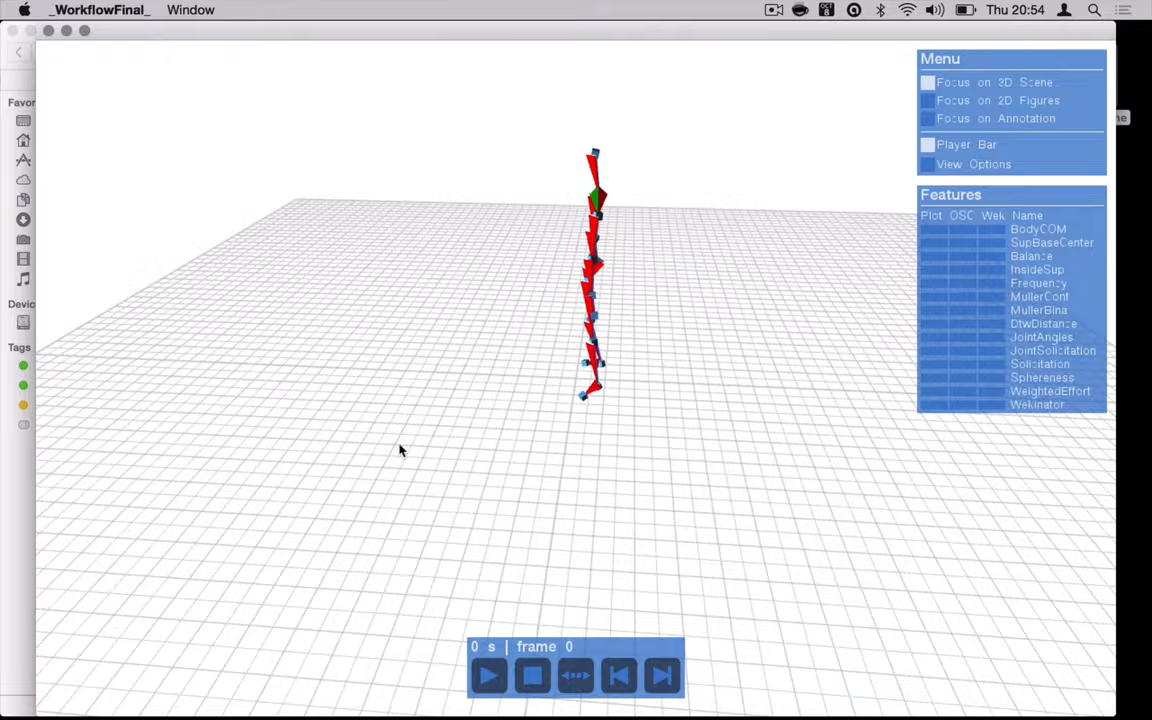 _WorkflowFinal_ Window
OCT
8
Thu 20:54
Favor
Devic
Tags
Menu
Focus on 3D Scene
Focus on 2D Figures
Focus on Annotation
Player Bar
View Options
Features
Plot OSC Wek Name
BodyCOM
SupBaseCenter
Balance
InsideSup
Frequency
MullerCont
MullerBina
DtwDistance
JointAngles
JointSolicitation
Solicitation
Sphereness
WeightedEffort
Wekinator
0 s | frame 0